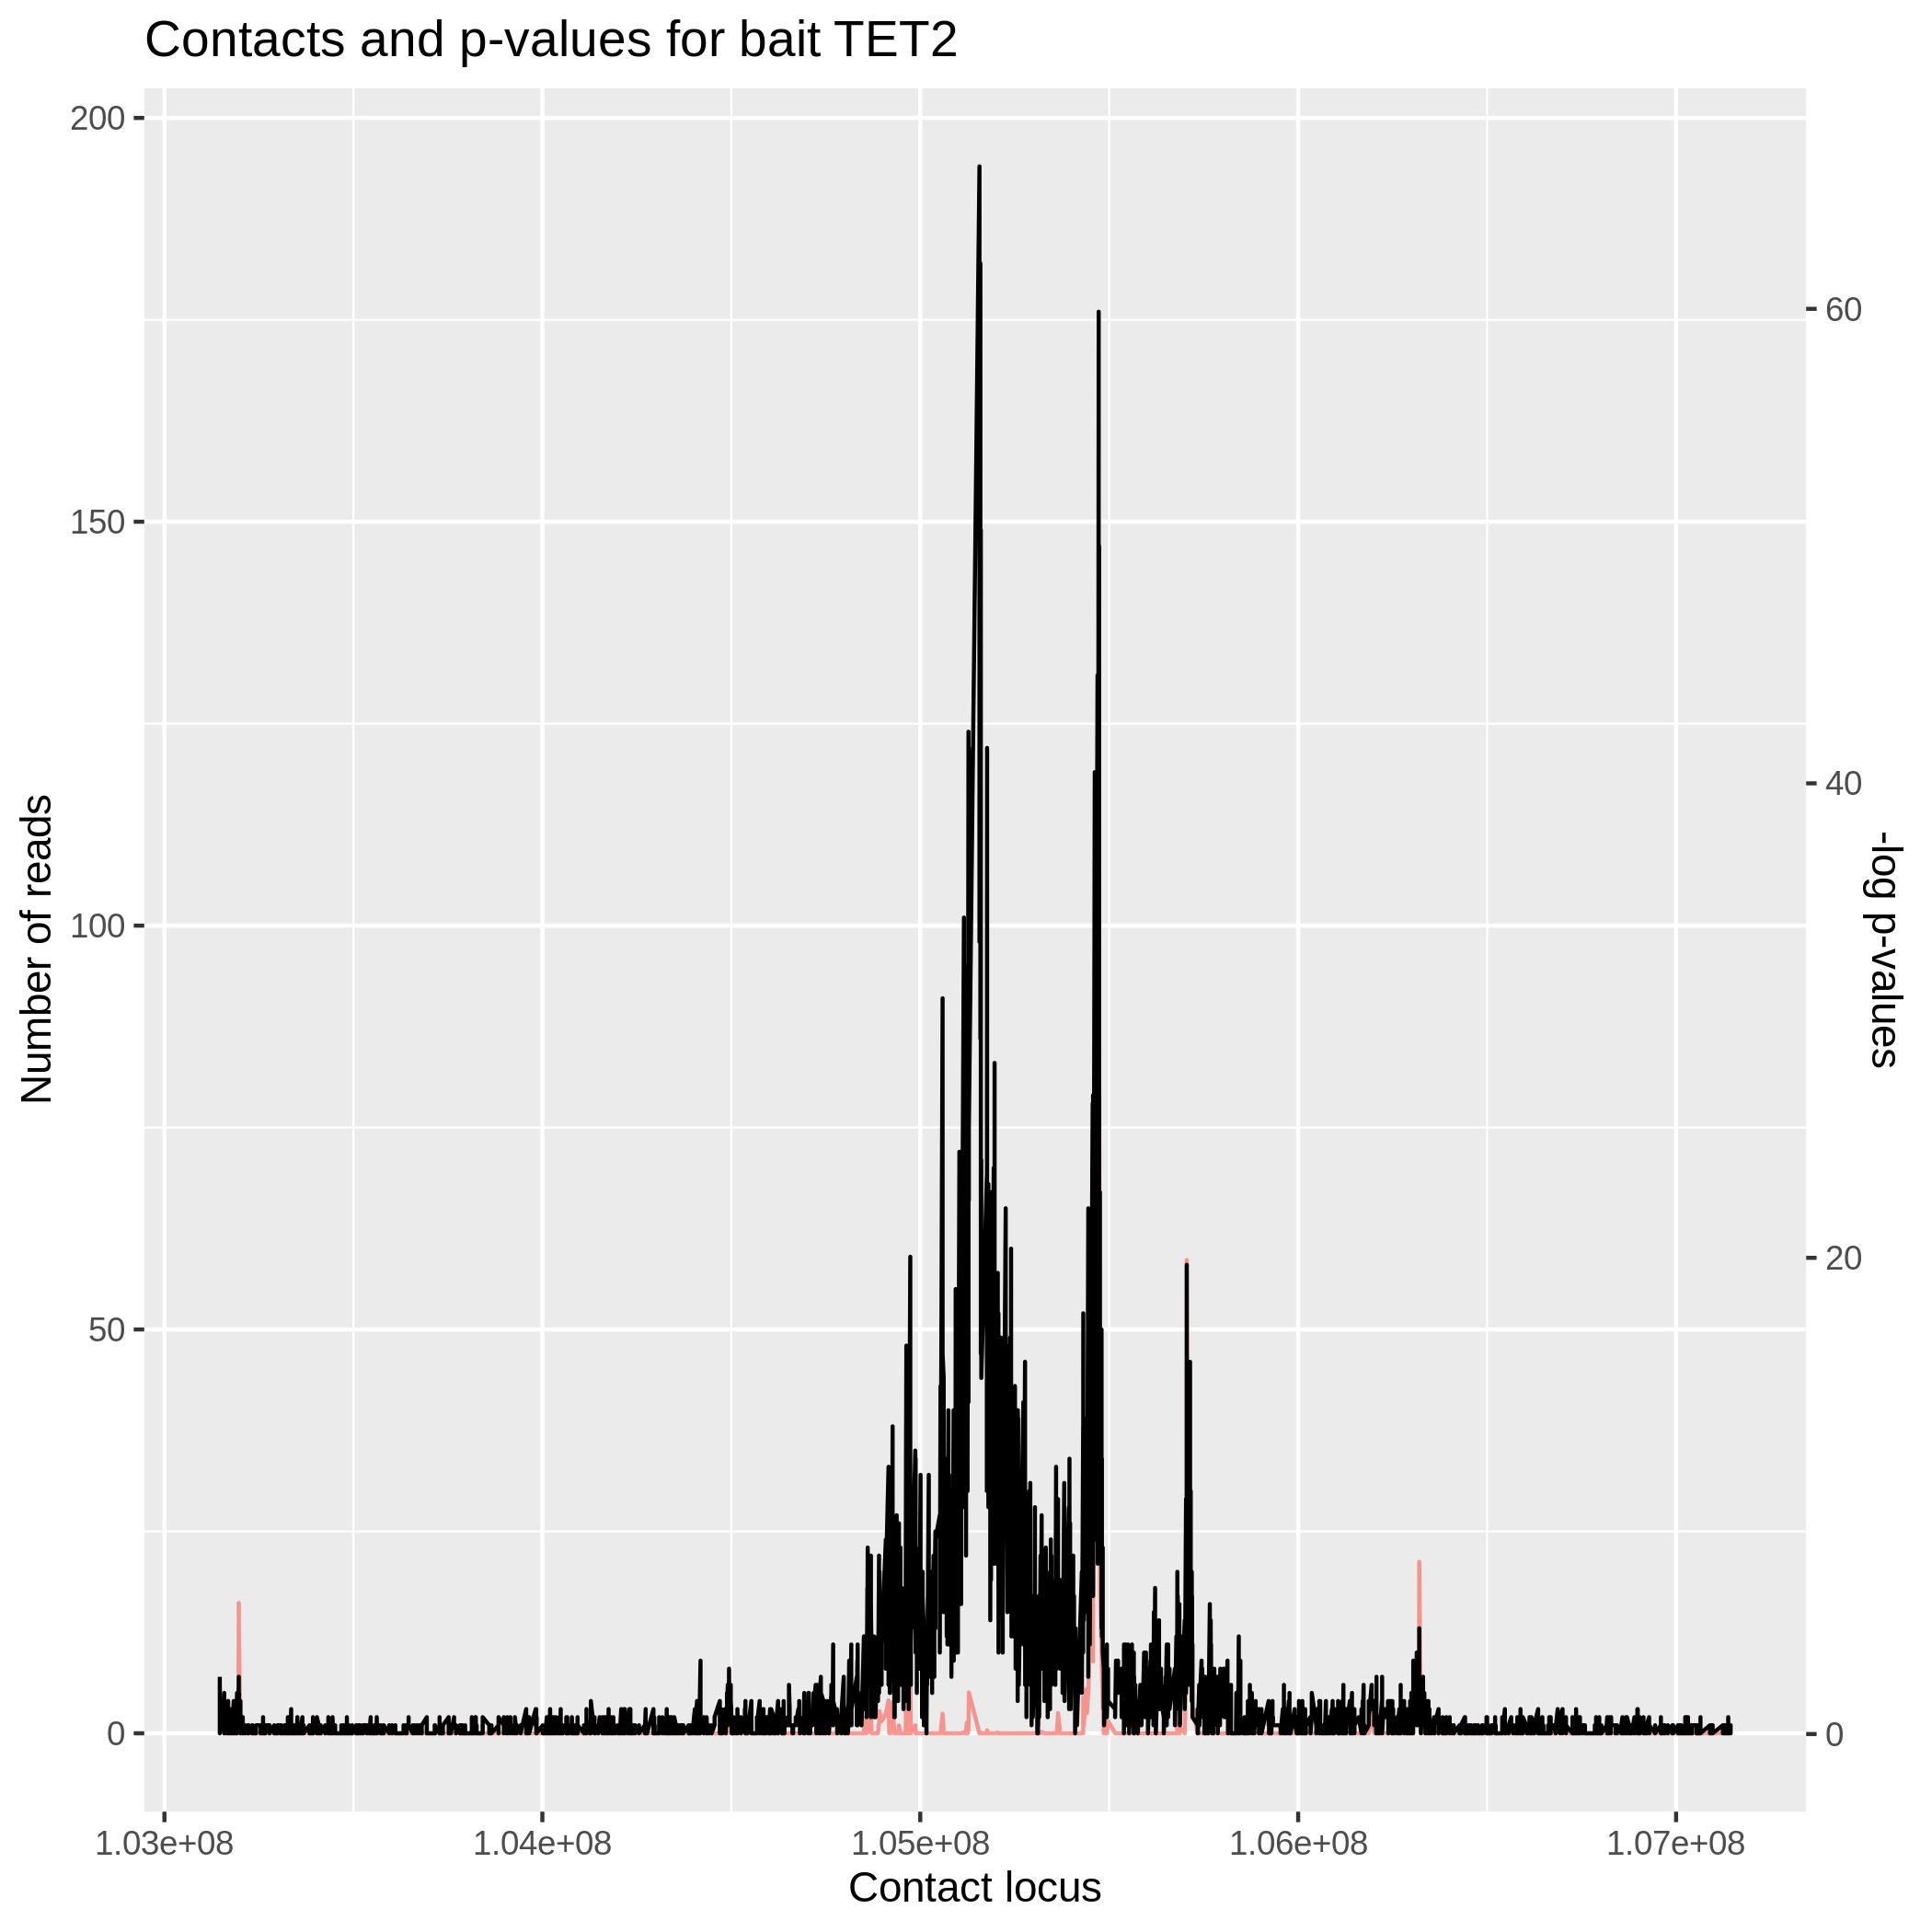 Contacts and p-values for bait TET2
200
150
100
50
0
Number of reads
60
40
20
0
-log p-values
1.03e+08
1.04e+08
1.05e+08
1.06e+08
1.07e+08
Contact locus